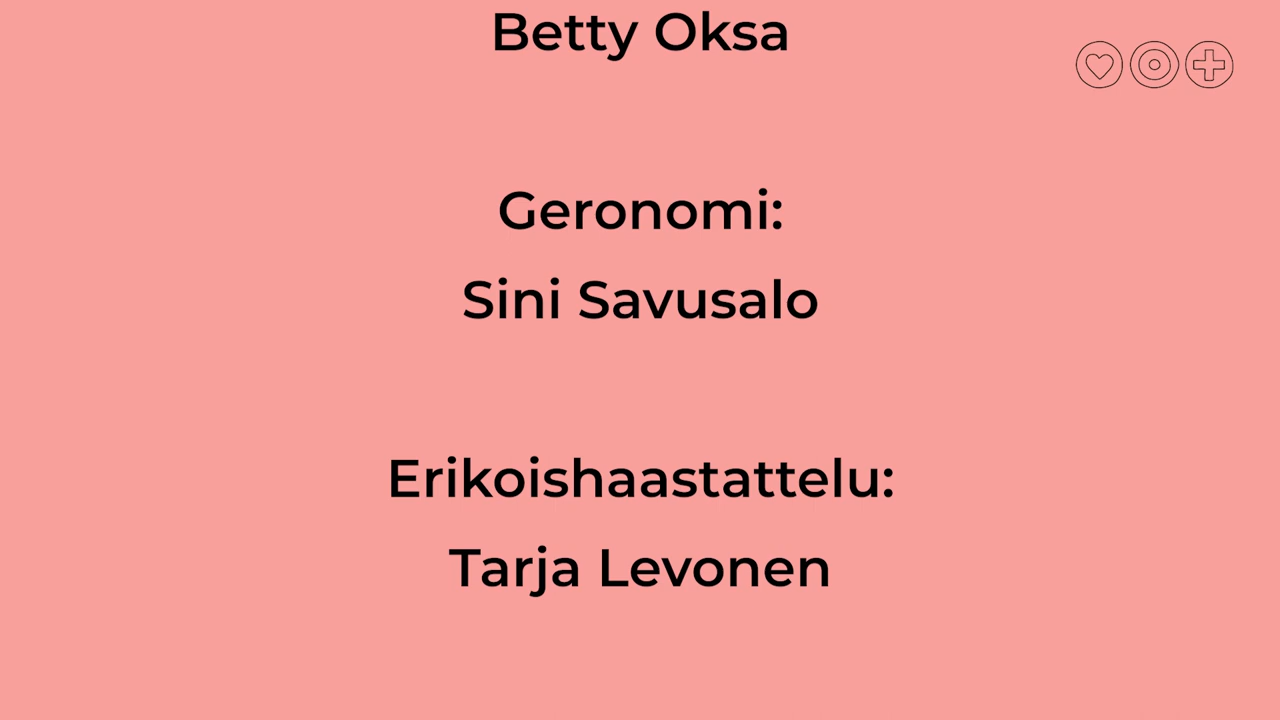 Betty Oksa
Geronomi:
Sini Savusalo
Erikoishaastattelu:
Tarja Levonen